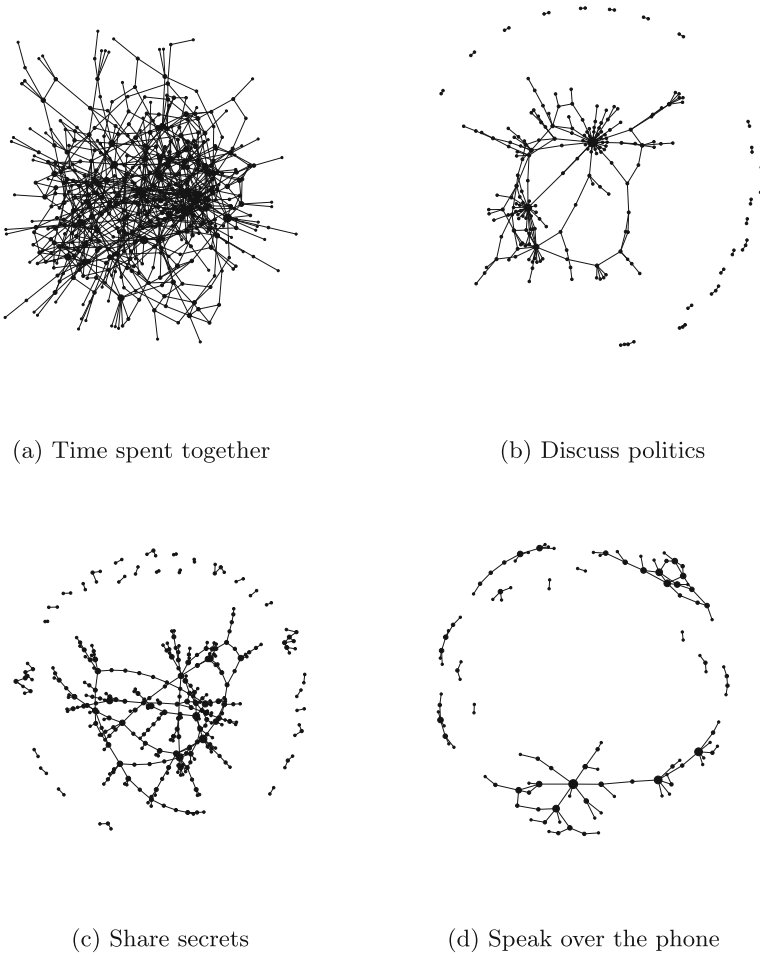 (a) Time spent together
(b) Discuss politics
(c) Share secrets
(d) Speak over the phone